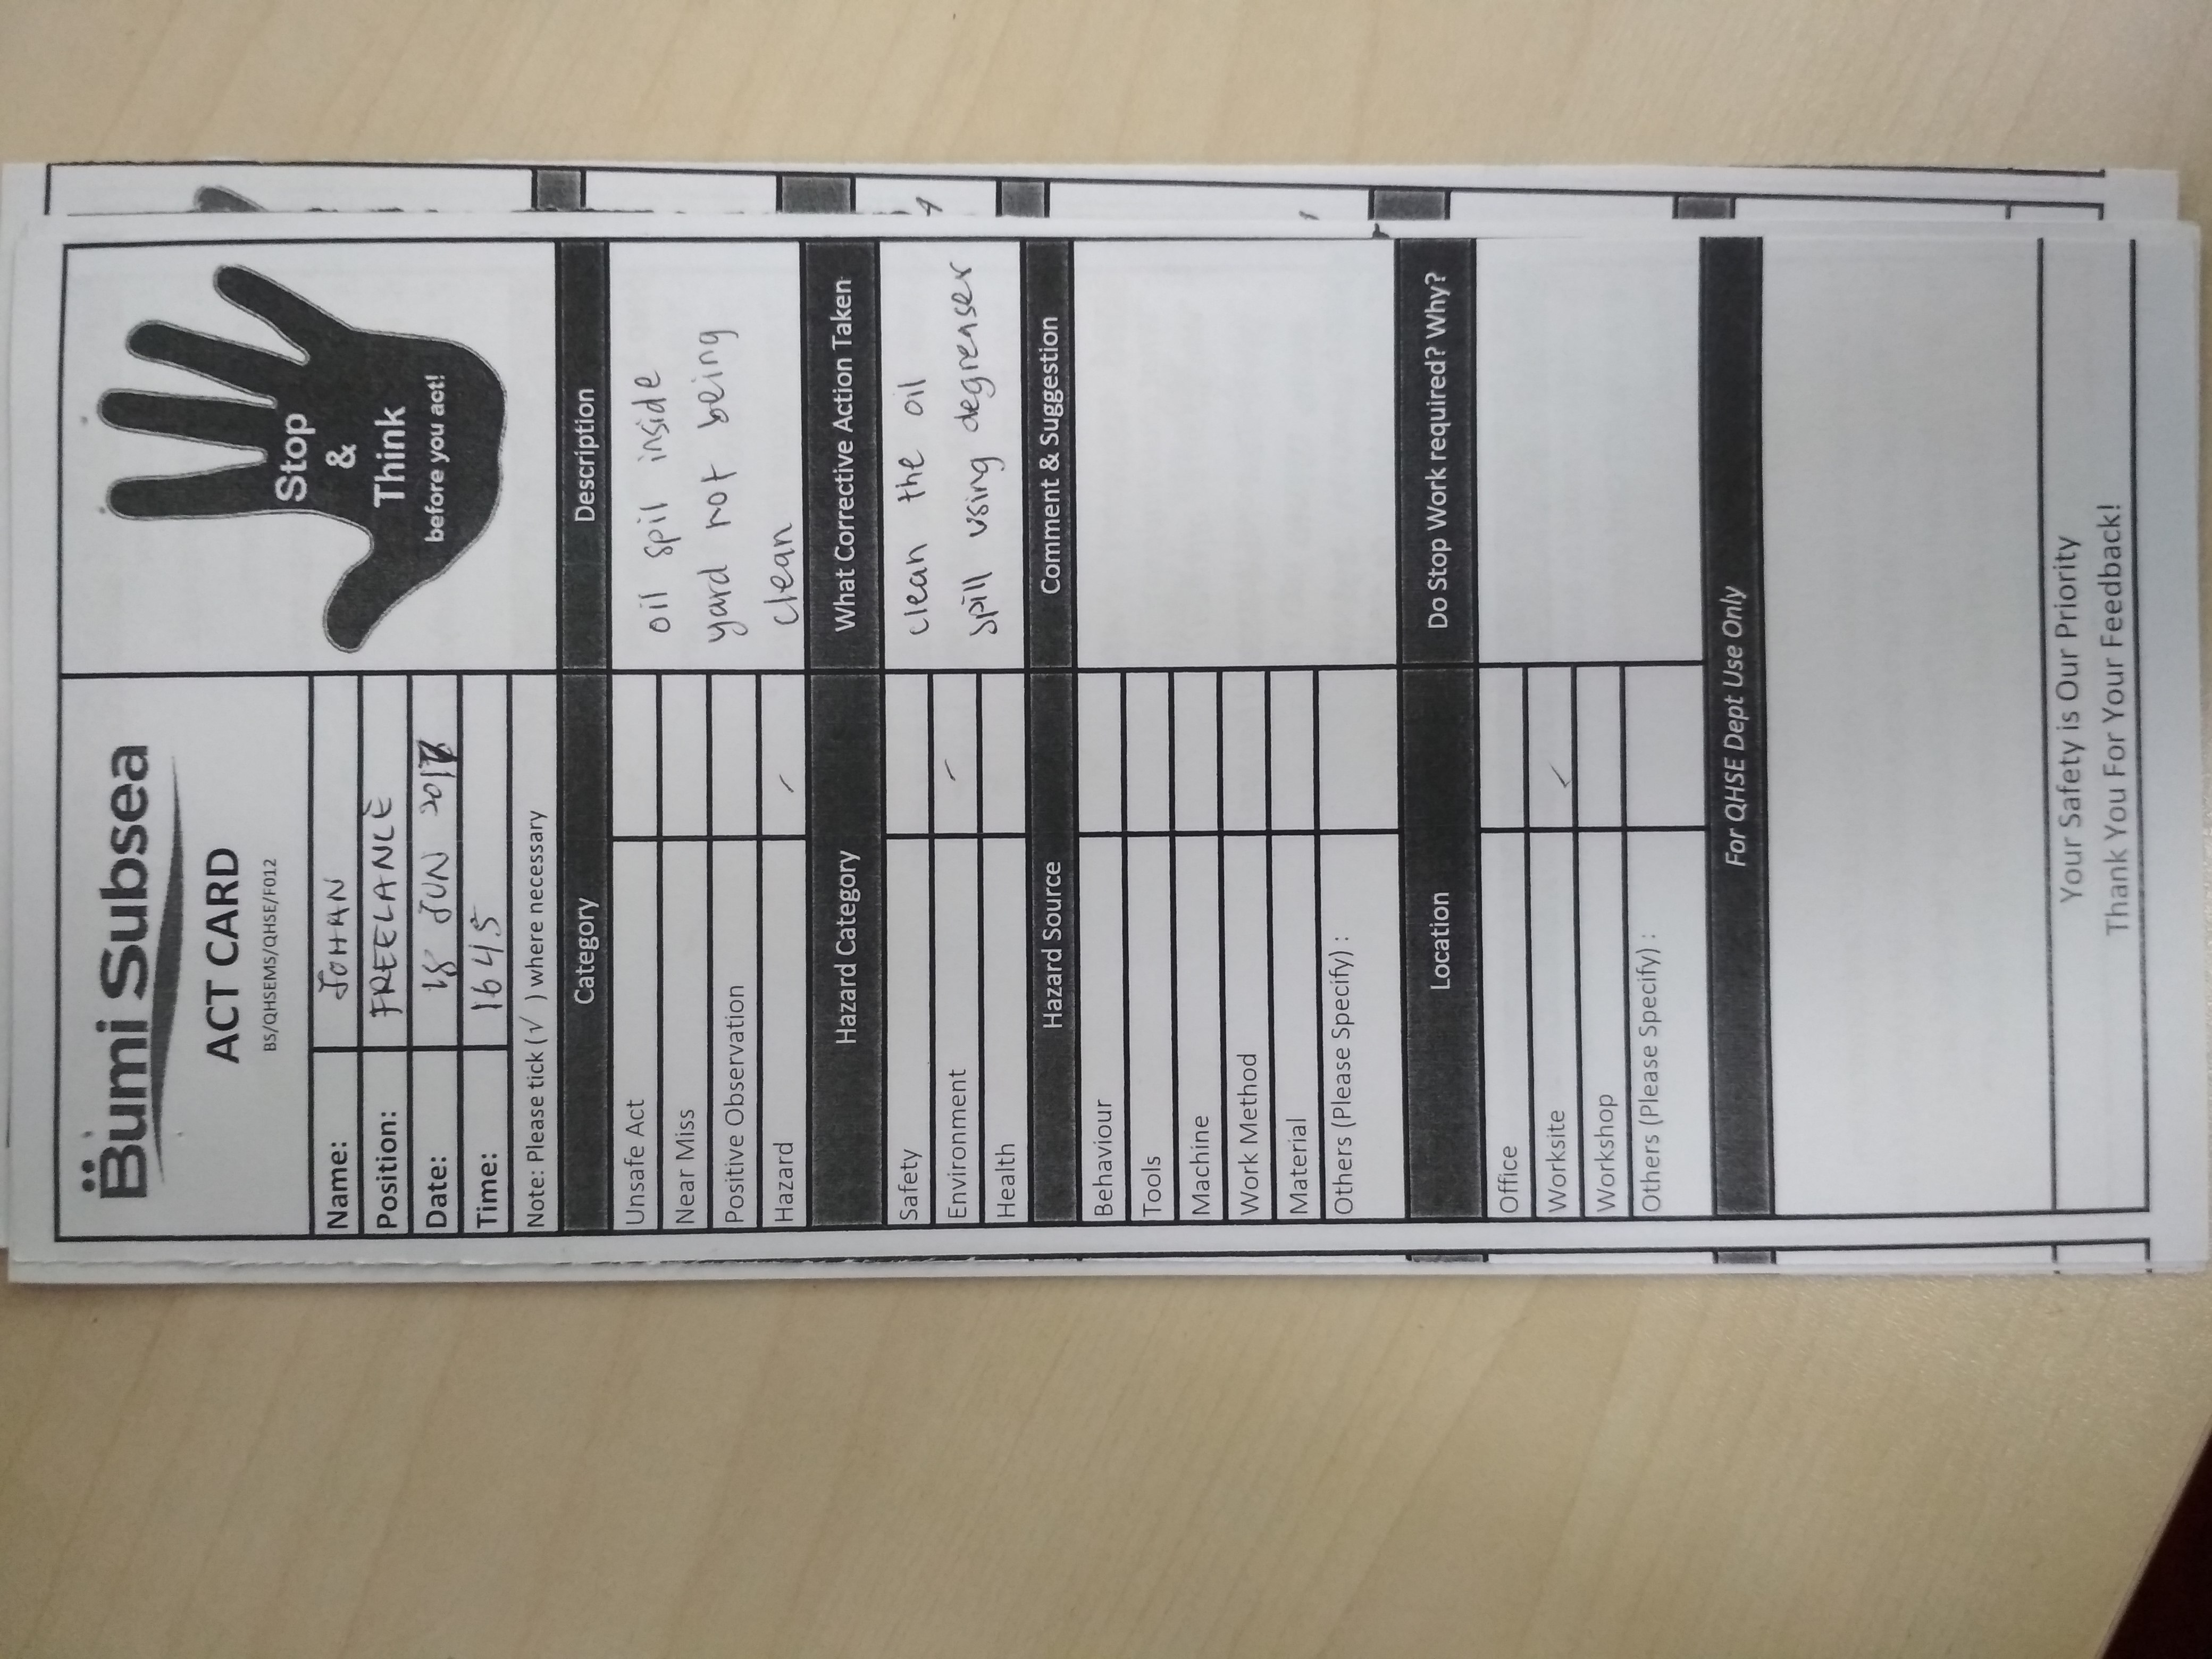 Bumi Subsea
ACT CARD
BS/QHSEMS/QHSE/F012
Stop
&
Think
before you act!
Name: JOHAN
Position: FREELANCE
Date: 18 JUN 2017
Time: 1645
Note: Please tick (√ ) where necessary
Category
Description
Unsafe Act
Near Miss
Positive Observation
Hazard ✓
oil spil inside
yard not being
clean
Hazard Category
What Corrective Action Taken
Safety
Environment ✓
Health
clean the oil
spill using degreaser
Hazard Source
Comment & Suggestion
Behaviour
Tools
Machine
Work Method
Material
Others (Please Specify) :
Location
Do Stop Work required? Why?
Office
Worksite ✓
Workshop
Others (Please Specify) :
For QHSE Dept Use Only
Your Safety is Our Priority
Thank You For Your Feedback!